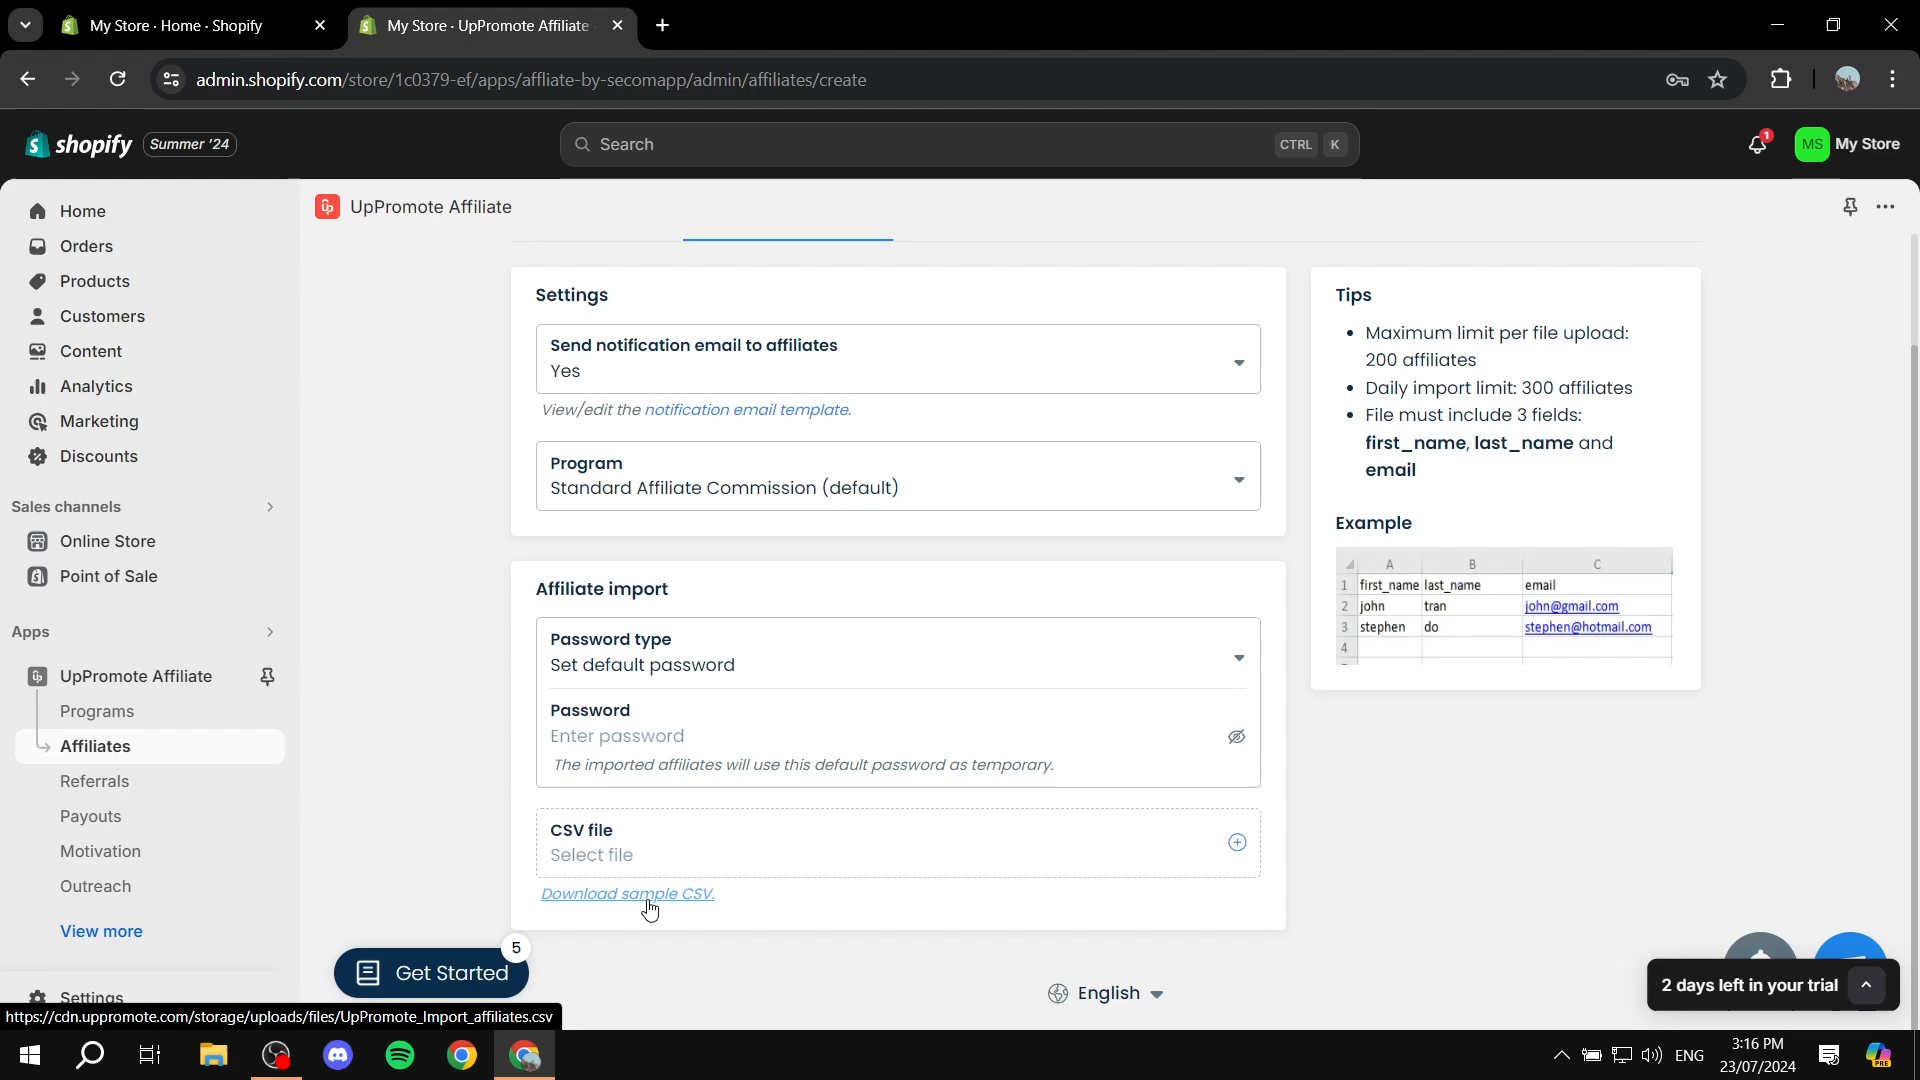 My Store · Home · Shopify
My Store · UpPromote Affiliate
admin.shopify.com/store/1c0379-ef/apps/affliate-by-secomapp/admin/affiliates/create
shopify
Summer '24
Search
CTRL K
1
MS
My Store
Home
Orders
Products
Customers
Content
Analytics
Marketing
Discounts
Sales channels
Online Store
Point of Sale
Apps
UpPromote Affiliate
Programs
Affiliates
Referrals
Payouts
Motivation
Outreach
View more
Settings
UpPromote Affiliate
Settings
Send notification email to affiliates
Yes
View/edit the notification email template.
Program
Standard Affiliate Commission (default)
Affiliate import
Password type
Set default password
Password
Enter password
The imported affiliates will use this default password as temporary.
CSV file
Select file
Download sample CSV.
Tips
• Maximum limit per file upload:
200 affiliates
• Daily import limit: 300 affiliates
• File must include 3 fields:
first_name, last_name and
email
Example
A B C
1 first_name last_name email
2 john tran john@gmail.com
3 stephen do stephen@hotmail.com
4
5
Get Started
English
2 days left in your trial
https://cdn.uppromote.com/storage/uploads/files/UpPromote_Import_affiliates.csv
ENG
3:16 PM
23/07/2024
PRE